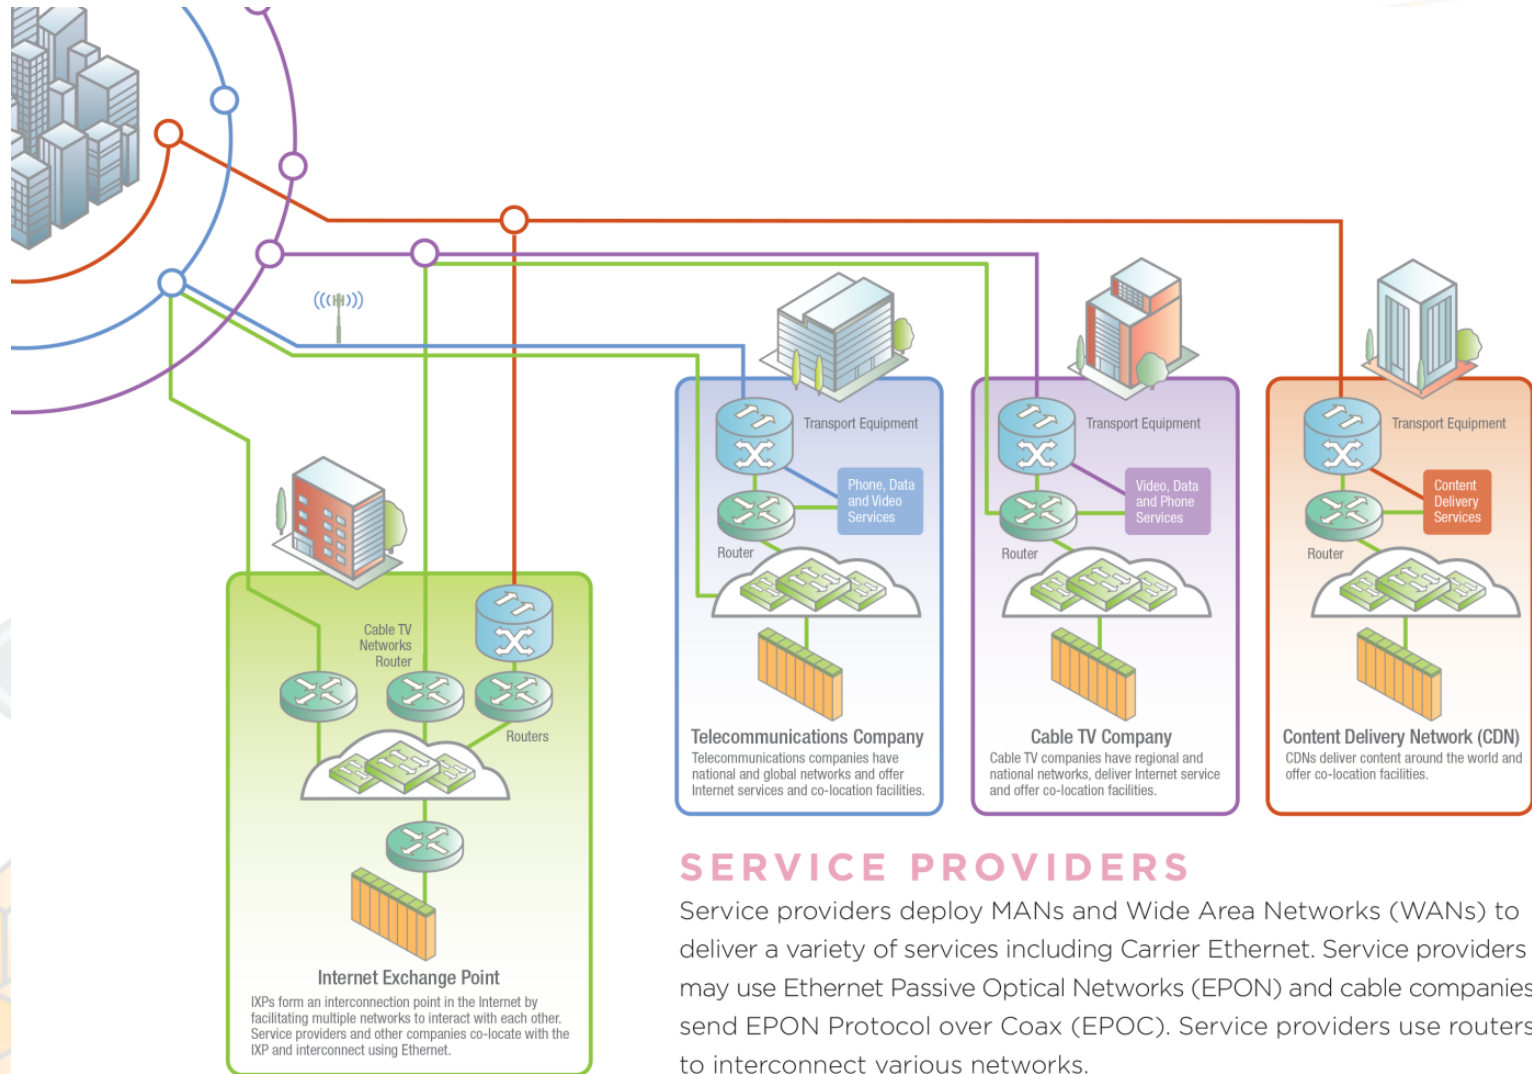 Transport Equipment
Phone, Data
and Video
Services
Router
Telecommunications Company
Telecommunications companies have
national and global networks and offer
Internet services and co-location facilities.
Transport Equipment
Video, Data
and Phone
Services
Router
Cable TV Company
Cable TV companies have regional and
national networks, deliver Internet service
and offer co-location facilities.
Transport Equipment
Content
Delivery
Services
Router
Content Delivery Network (CDN)
CDNs deliver content around the world and
offer co-location facilities.
Cable TV
Networks
Router
Routers
Internet Exchange Point
IXPs form an interconnection point in the Internet by
facilitating multiple networks to interact with each other.
Service providers and other companies co-locate with the
IXP and interconnect using Ethernet.
SERVICE PROVIDERS
Service providers deploy MANs and Wide Area Networks (WANs) to
deliver a variety of services including Carrier Ethernet. Service providers
may use Ethernet Passive Optical Networks (EPON) and cable companies
send EPON Protocol over Coax (EPOC). Service providers use routers
to interconnect various networks.